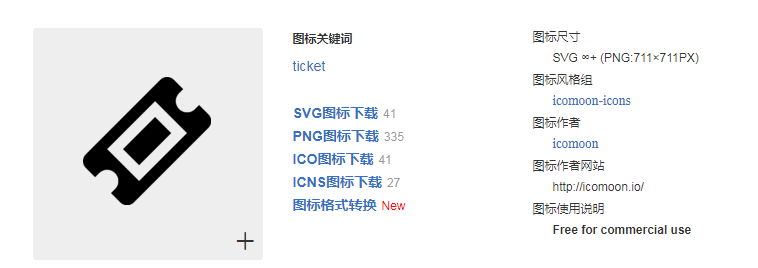 图标关键词
ticket
SVG图标下载 41
PNG图标下载 335
ICO图标下载 41
ICNS图标下载 27
图标格式转换 New
图标尺寸
SVG ∞+ (PNG:711×711PX)
图标风格组
icomoon-icons
图标作者
icomoon
图标作者网站
http://icomoon.io/
图标使用说明
Free for commercial use